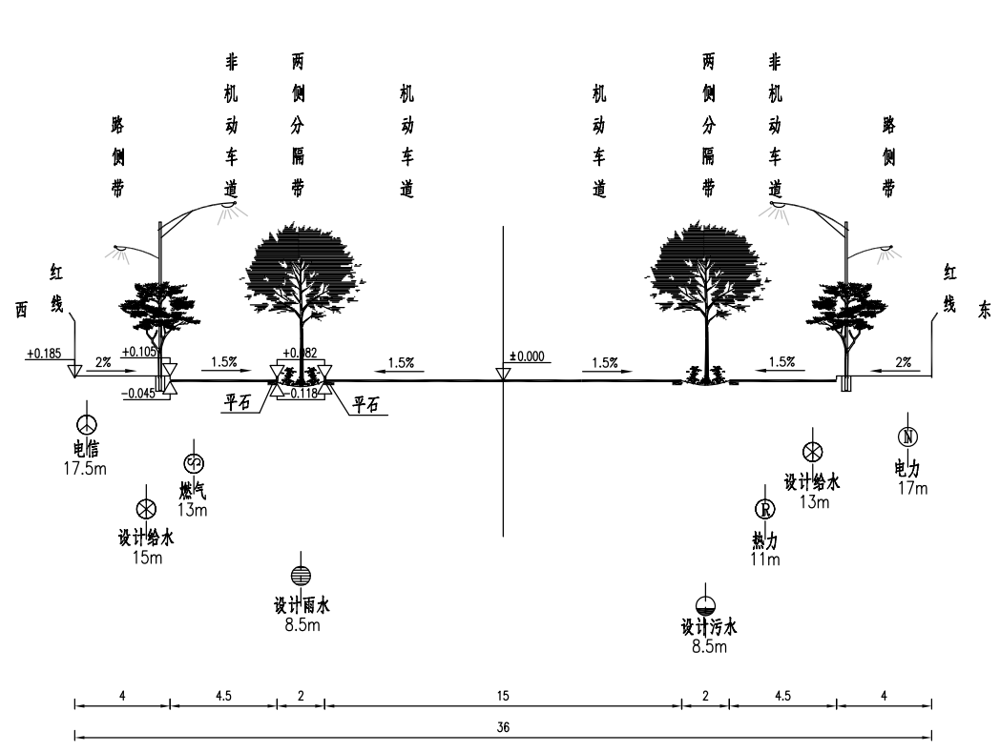 路侧带
非机动车道
两侧分隔带
机动车道
机动车道
两侧分隔带
非机动车道
路侧带
红线
西
红线
东
+0.185
2%
+0.105
-0.045
1.5%
+0.082
-0.118
1.5%
±0.000
1.5%
1.5%
2%
平石
平石
电信
17.5m
S
燃气
13m
设计给水
15m
设计雨水
8.5m
设计给水
13m
N
电力
17m
R
热力
11m
设计污水
8.5m
4
4.5
2
15
2
4.5
4
36